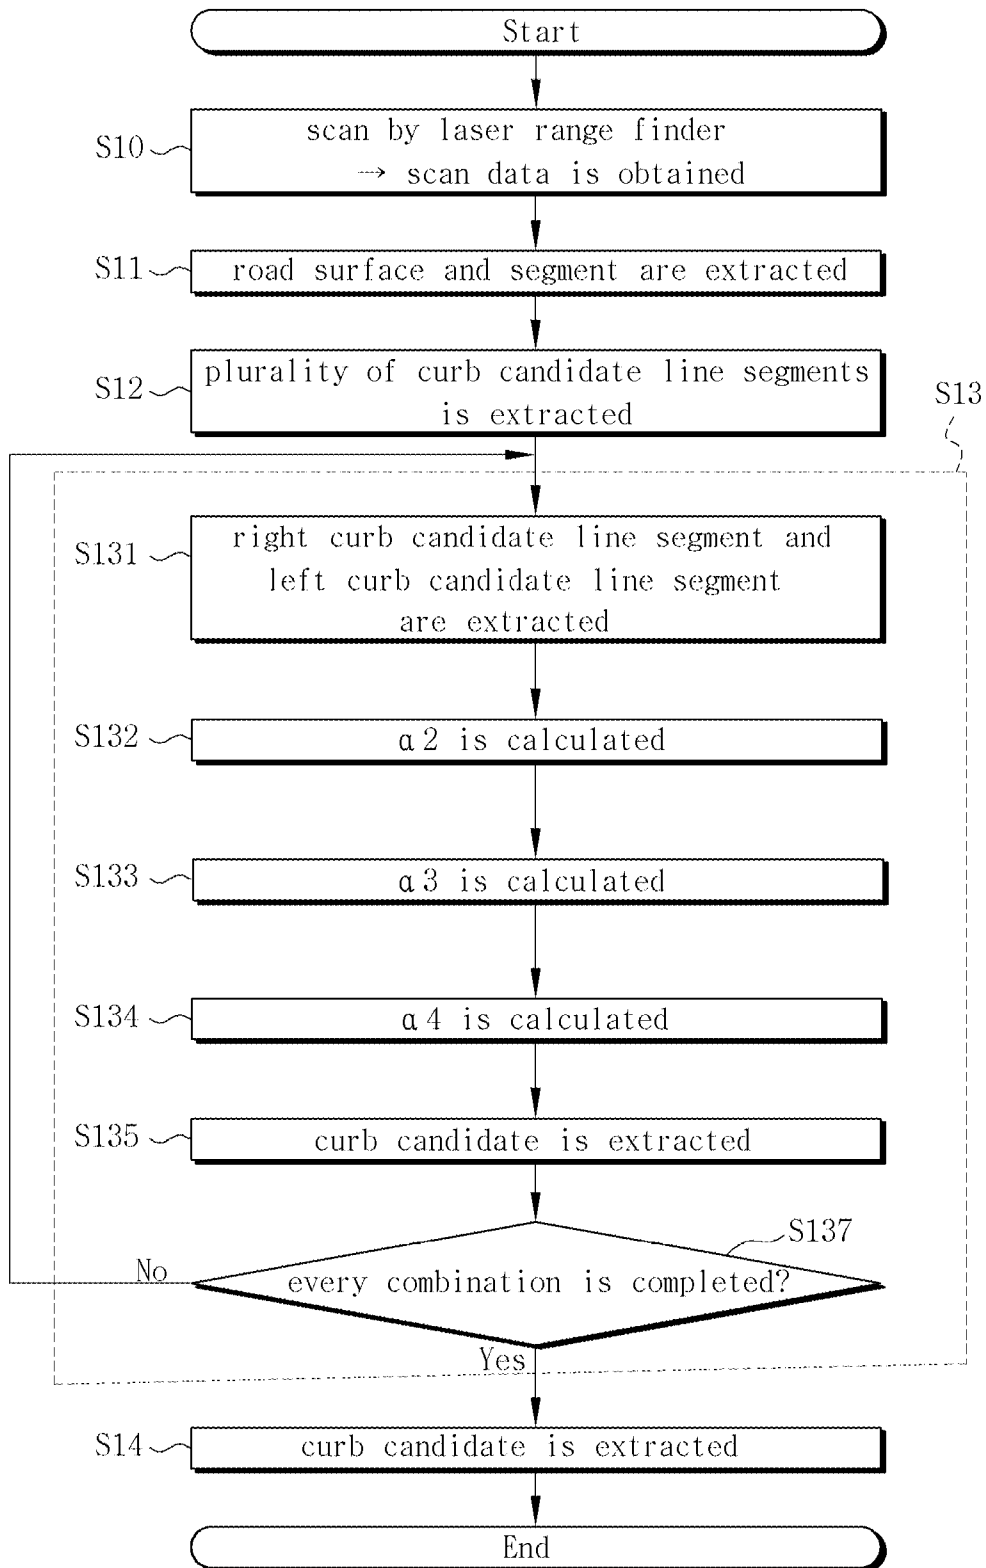 Start
S10
scan by laser range finder
→ scan data is obtained
S11
road surface and segment are extracted
S12
plurality of curb candidate line segments
is extracted
S13
S131
right curb candidate line segment and
left curb candidate line segment
are extracted
S132
α2 is calculated
S133
α3 is calculated
S134
α4 is calculated
S135
curb candidate is extracted
S137
every combination is completed?
No
Yes
S14
curb candidate is extracted
End